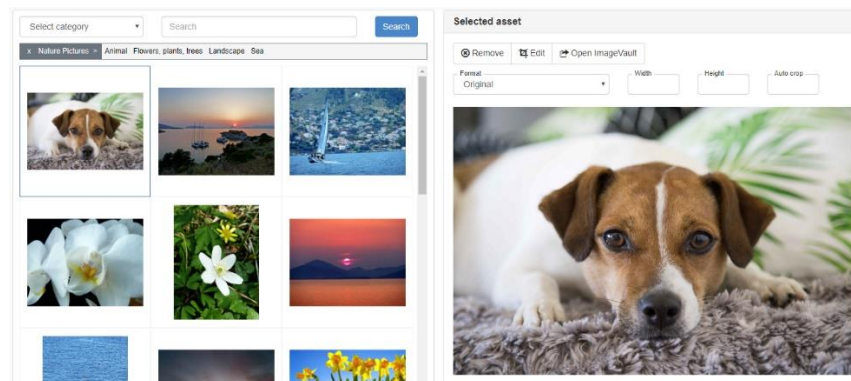 Select category
Search
Search
x Nature Pictures > Animal Flowers, plants, trees Landscape Sea
Selected asset
Remove
Edit
Open ImageVault
Format
Original
Width
Height
Auto crop